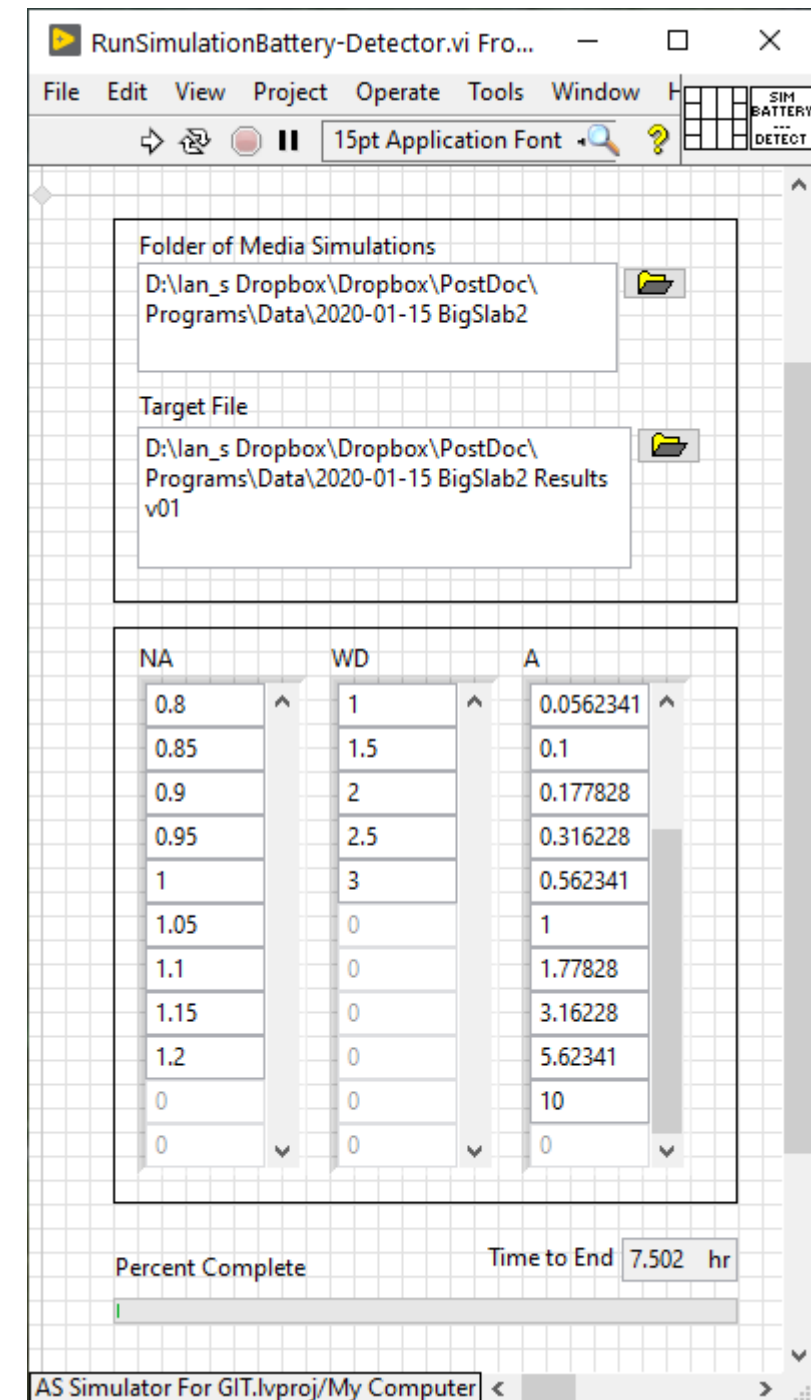 RunSimulationBattery-Detector.vi Fro...
File Edit View Project Operate Tools Window H
SIM
BATTERY
---
DETECT
15pt Application Font
Folder of Media Simulations
D:\Ian_s Dropbox\Dropbox\PostDoc\
Programs\Data\2020-01-15 BigSlab2
Target File
D:\Ian_s Dropbox\Dropbox\PostDoc\
Programs\Data\2020-01-15 BigSlab2 Results
v01
NA WD A
0.8 1 0.0562341
0.85 1.5 0.1
0.9 2 0.177828
0.95 2.5 0.316228
1 3 0.562341
1.05 0 1
1.1 0 1.77828
1.15 0 3.16228
1.2 0 5.62341
0 0 10
0 0 0
Time to End 7.502 hr
Percent Complete
AS Simulator For GIT.lvproj/My Computer